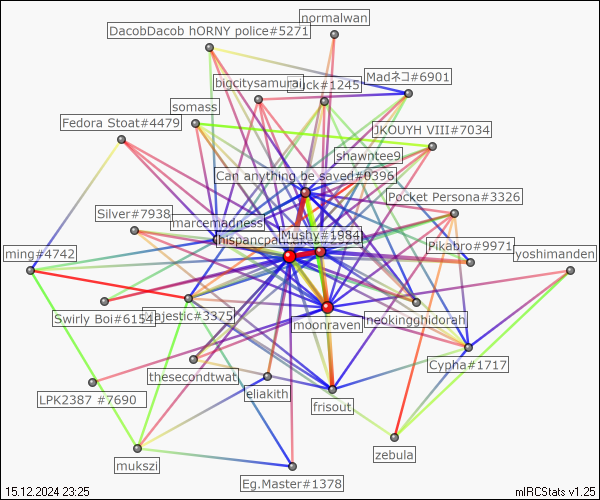 normalwan
DacobDacob hORNY police#5271
Madネコ#6901
bigcitysamurai
#1245
somass
Fedora Stoat#4479
JKOUYH VIII#7034
shawntee9
Can anything be saved#0396
Pocket Persona#3326
Silver#7938
marcemadness
Mushy#1984
Pikabro#9971
ming#4742
yoshimanden
Swirly Boi#6154
majestic#3375
neokingghidorah
moonraven
Cypha#1717
thesecondtwat
LPK2387 #7690
eliakith
frisout
zebula
mukszi
Eg.Master#1378
15.12.2024 23:25
mIRCStats v1.25